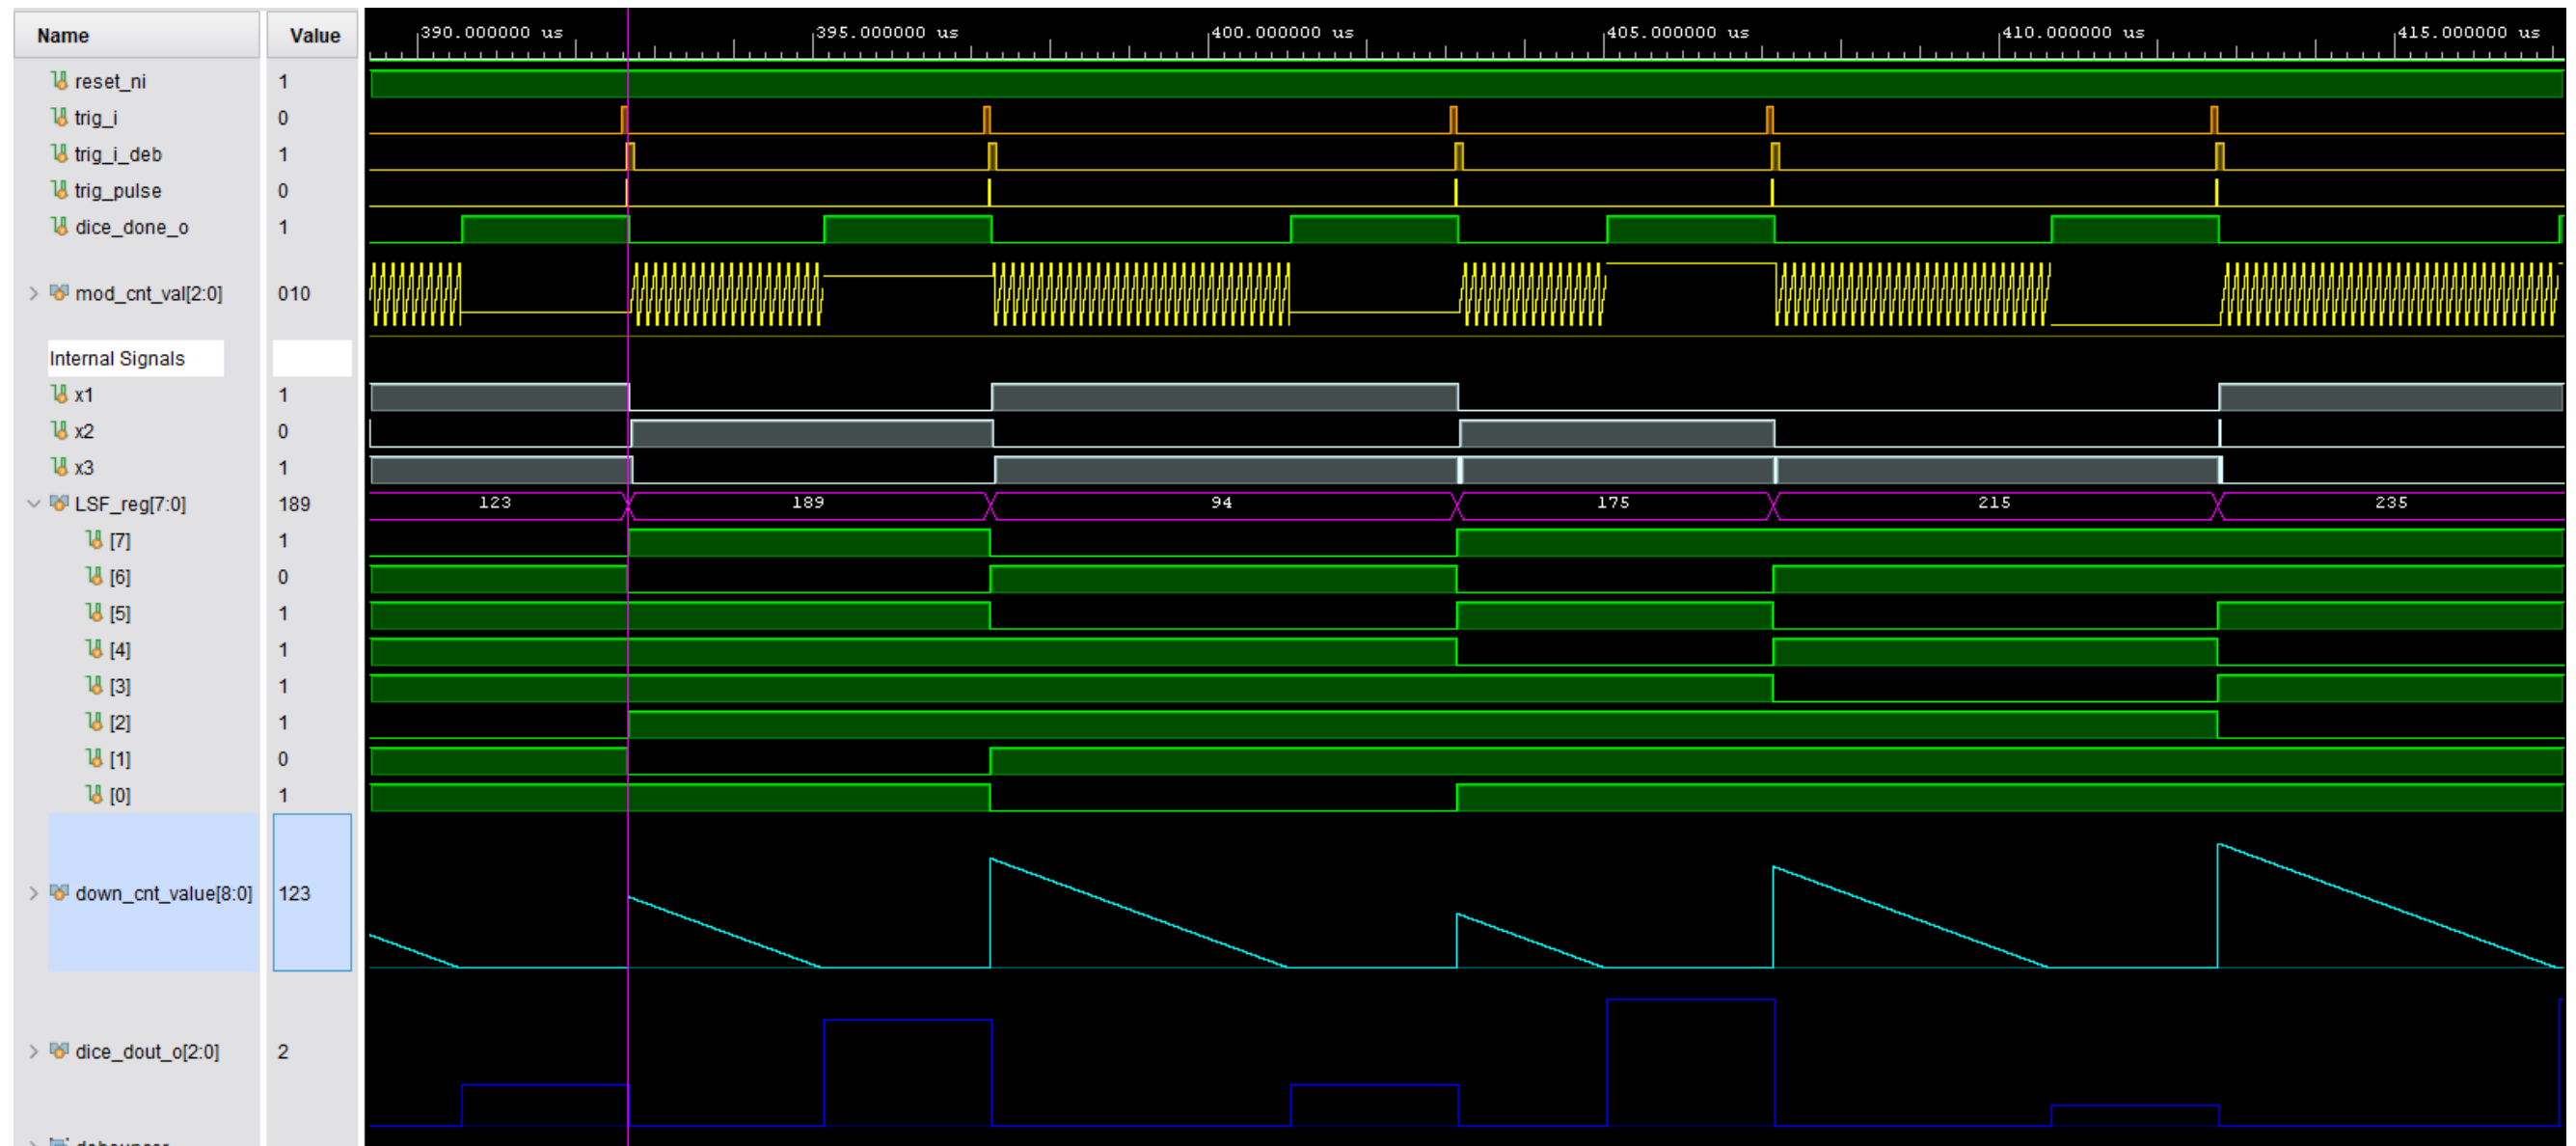 Name Value
390.000000 us 395.000000 us 400.000000 us 405.000000 us 410.000000 us 415.000000 us
reset_ni 1
trig_i 0
trig_i_deb 1
trig_pulse 0
dice_done_o 1
mod_cnt_val[2:0] 010
Internal Signals
x1 1
x2 0
x3 1
LSF_reg[7:0] 189 123 189 94 175 215 235
[7] 1
[6] 0
[5] 1
[4] 1
[3] 1
[2] 1
[1] 0
[0] 1
down_cnt_value[8:0] 123
dice_dout_o[2:0] 2